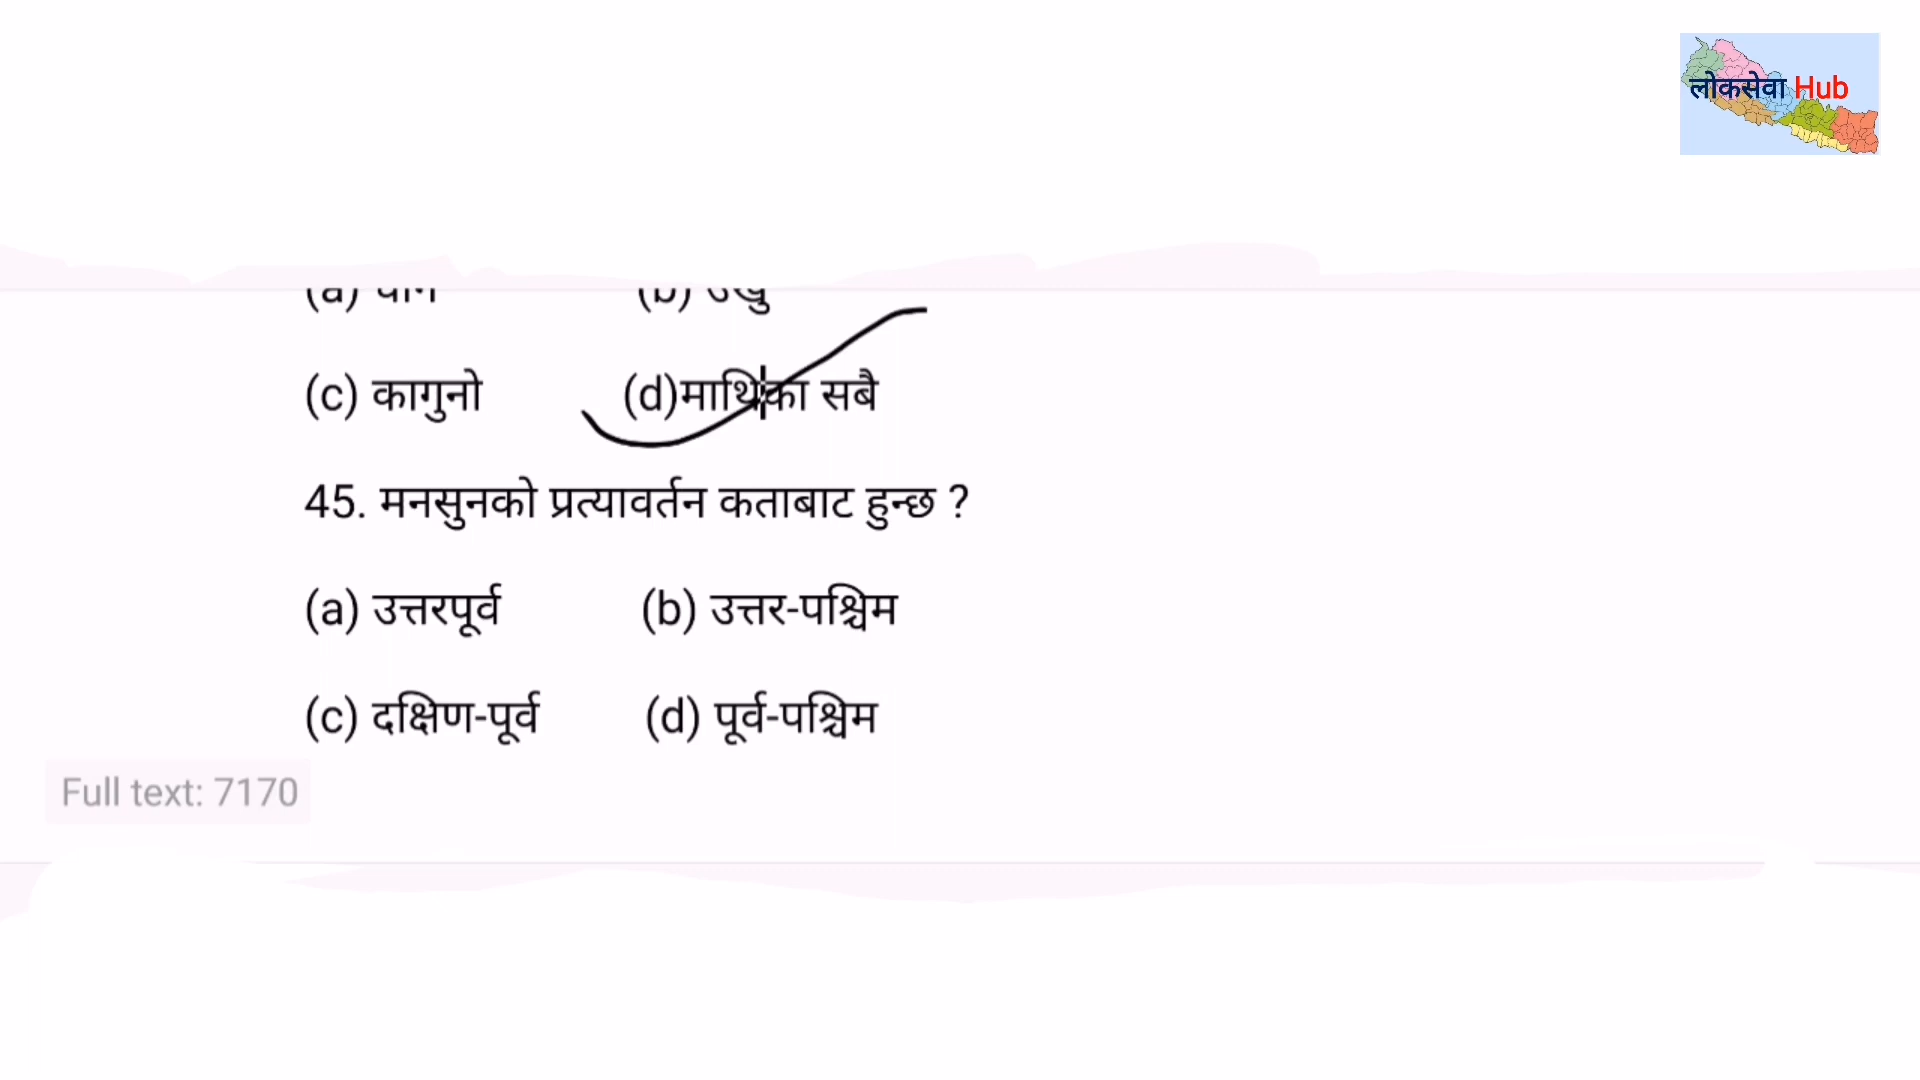 लोकसेवा Hub
(a) धान (b) उखु
(c) कागुनो (d)माथिका सबै
45. मनसुनको प्रत्यावर्तन कताबाट हुन्छ ?
(a) उत्तरपूर्व (b) उत्तर-पश्चिम
(c) दक्षिण-पूर्व (d) पूर्व-पश्चिम
Full text: 7170